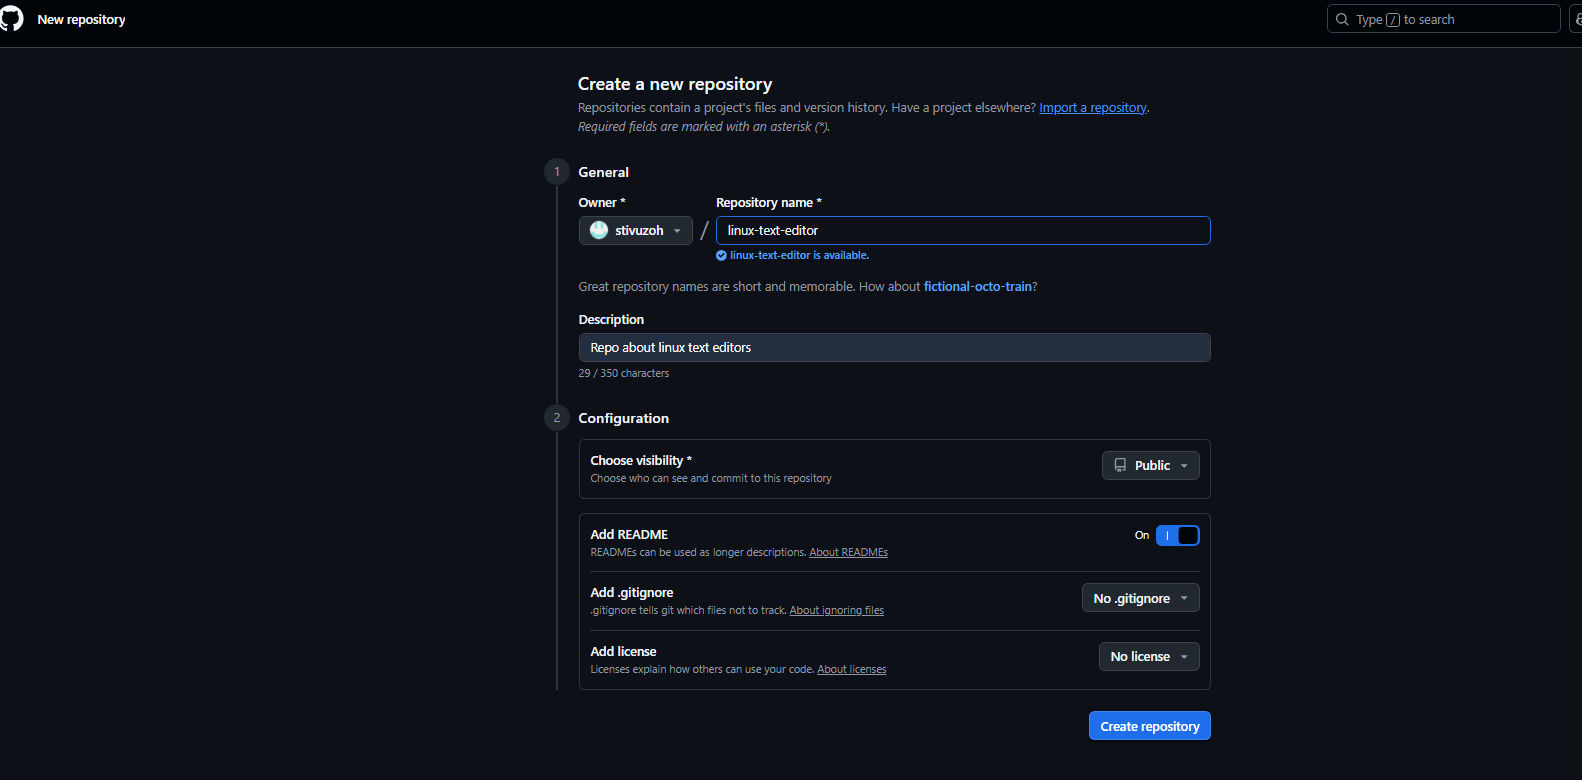 New repository
Type / to search
Create a new repository
Repositories contain a project's files and version history. Have a project elsewhere? Import a repository.
Required fields are marked with an asterisk (*).
1 General
Owner * Repository name *
stivuzoh / linux-text-editor
linux-text-editor is available.
Great repository names are short and memorable. How about fictional-octo-train?
Description
Repo about linux text editors
29 / 350 characters
2 Configuration
Choose visibility * Public
Choose who can see and commit to this repository
Add README On
READMEs can be used as longer descriptions. About READMEs
Add .gitignore No .gitignore
.gitignore tells git which files not to track. About ignoring files
Add license No license
Licenses explain how others can use your code. About licenses
Create repository